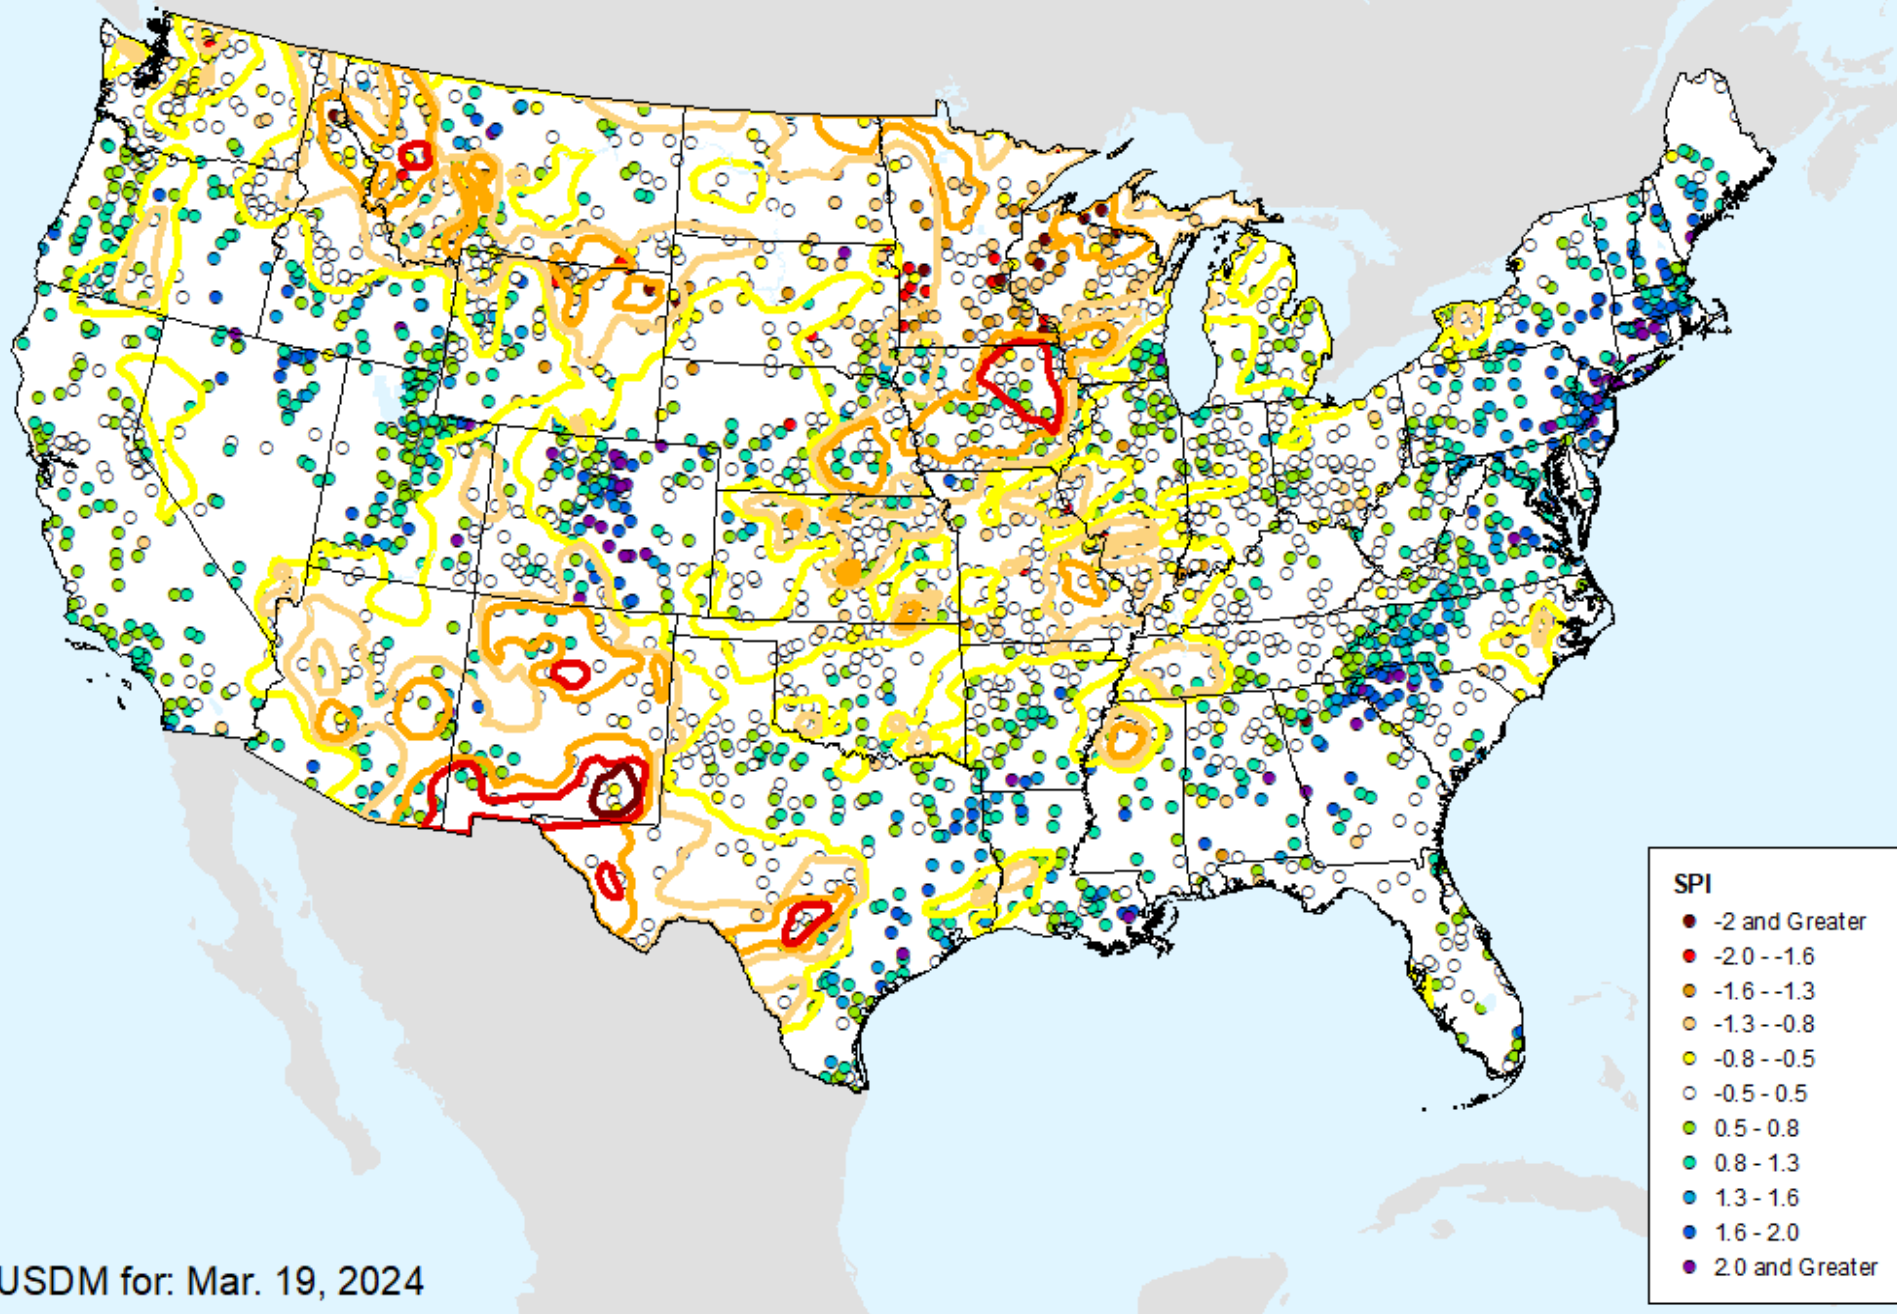 SPI
-2 and Greater
-2.0 - -1.6
-1.6 - -1.3
-1.3 - -0.8
-0.8 - -0.5
-0.5 - 0.5
0.5 - 0.8
0.8 - 1.3
1.3 - 1.6
1.6 - 2.0
2.0 and Greater
USDM for: Mar. 19, 2024